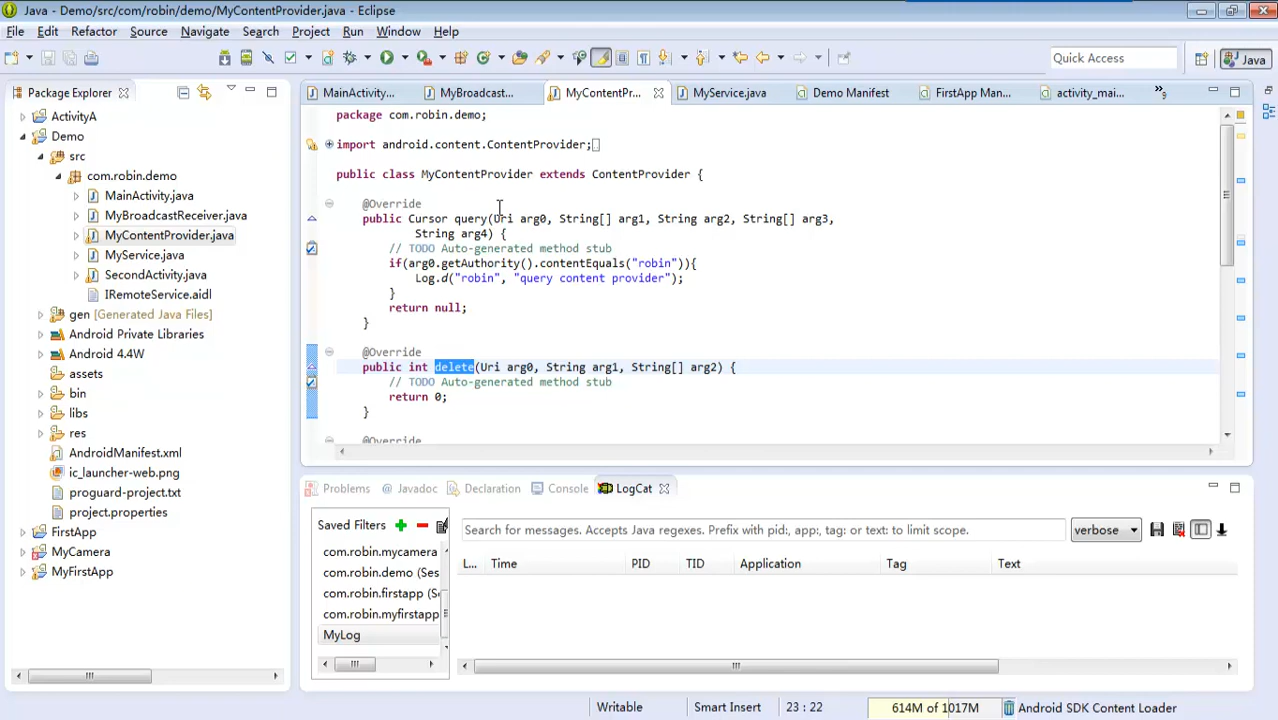 Java - Demo/src/com/robin/demo/MyContentProvider.java - Eclipse
File Edit Refactor Source Navigate Search Project Run Window Help
Quick Access
Java
Package Explorer
MainActivity...
MyBroadcast...
MyContentPr...
MyService.java
Demo Manifest
FirstApp Man...
activity_mai...
»9
ActivityA
Demo
src
com.robin.demo
MainActivity.java
MyBroadcastReceiver.java
MyContentProvider.java
MyService.java
SecondActivity.java
IRemoteService.aidl
gen [Generated Java Files]
Android Private Libraries
Android 4.4W
assets
bin
libs
res
AndroidManifest.xml
ic_launcher-web.png
proguard-project.txt
project.properties
FirstApp
MyCamera
MyFirstApp
package com.robin.demo;
import android.content.ContentProvider;
public class MyContentProvider extends ContentProvider {
@Override
public Cursor query(Uri arg0, String[] arg1, String arg2, String[] arg3,
String arg4) {
// TODO Auto-generated method stub
if(arg0.getAuthority().contentEquals("robin")){
Log.d("robin", "query content provider");
}
return null;
}
@Override
public int delete(Uri arg0, String arg1, String[] arg2) {
// TODO Auto-generated method stub
return 0;
}
@Override
Problems
Javadoc
Declaration
Console
LogCat
Saved Filters
com.robin.mycamera
com.robin.demo (Ses
com.robin.firstapp (S
com.robin.myfirstapp
MyLog
Search for messages. Accepts Java regexes. Prefix with pid:, app:, tag: or text: to limit scope.
verbose
L... Time PID TID Application Tag Text
Writable
Smart Insert
23 : 22
614M of 1017M
Android SDK Content Loader